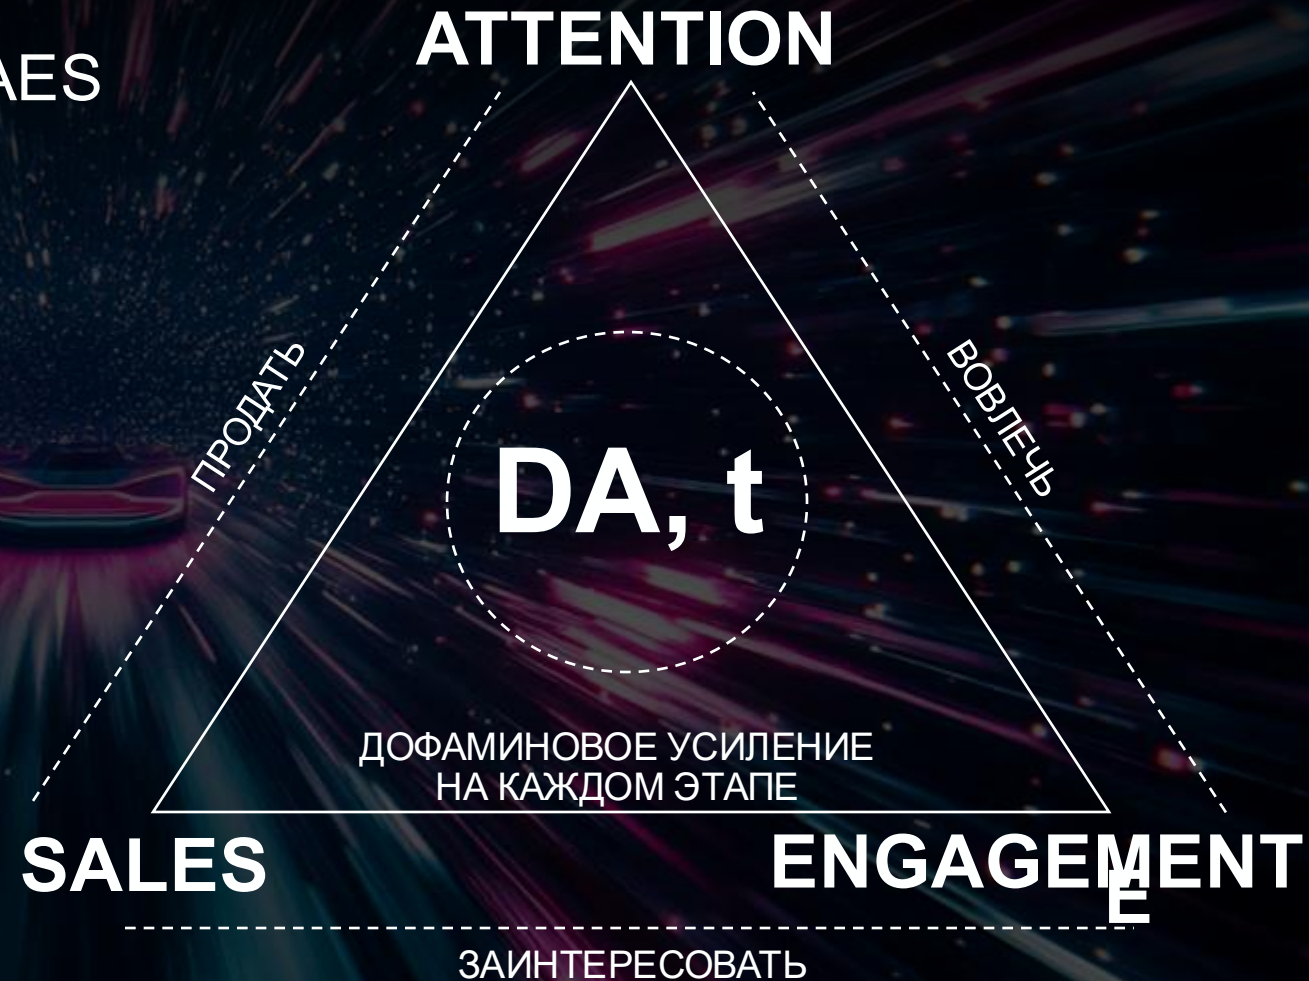 ATTENTION
AES
ПРОДАТЬ
ВОВЛЕЧЬ
DA, t
ДОФАМИНОВОЕ УСИЛЕНИЕ
НА КАЖДОМ ЭТАПЕ
SALES
ENGAGEMENT
E
ЗАИНТЕРЕСОВАТЬ